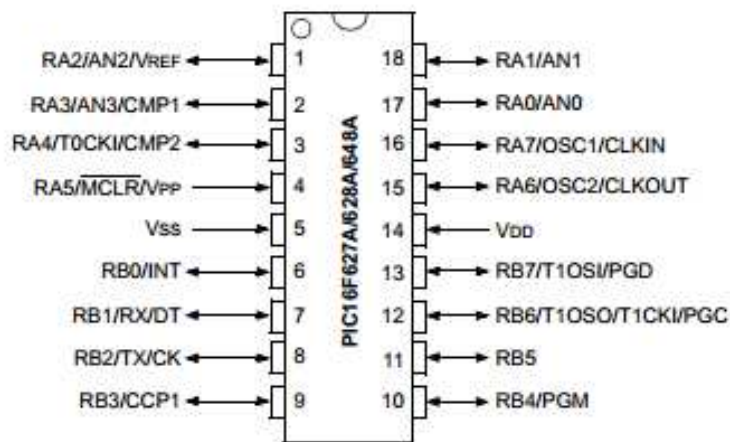 RA2/AN2/VREF 1 18 RA1/AN1
RA3/AN3/CMP1 2 17 RA0/AN0
RA4/T0CKI/CMP2 3 16 RA7/OSC1/CLKIN
RA5/MCLR/VPP 4 15 RA6/OSC2/CLKOUT
VSS 5 14 VDD
RB0/INT 6 13 RB7/T1OSI/PGD
RB1/RX/DT 7 12 RB6/T1OSO/T1CKI/PGC
RB2/TX/CK 8 11 RB5
RB3/CCP1 9 10 RB4/PGM
PIC16F627A/628A/648A